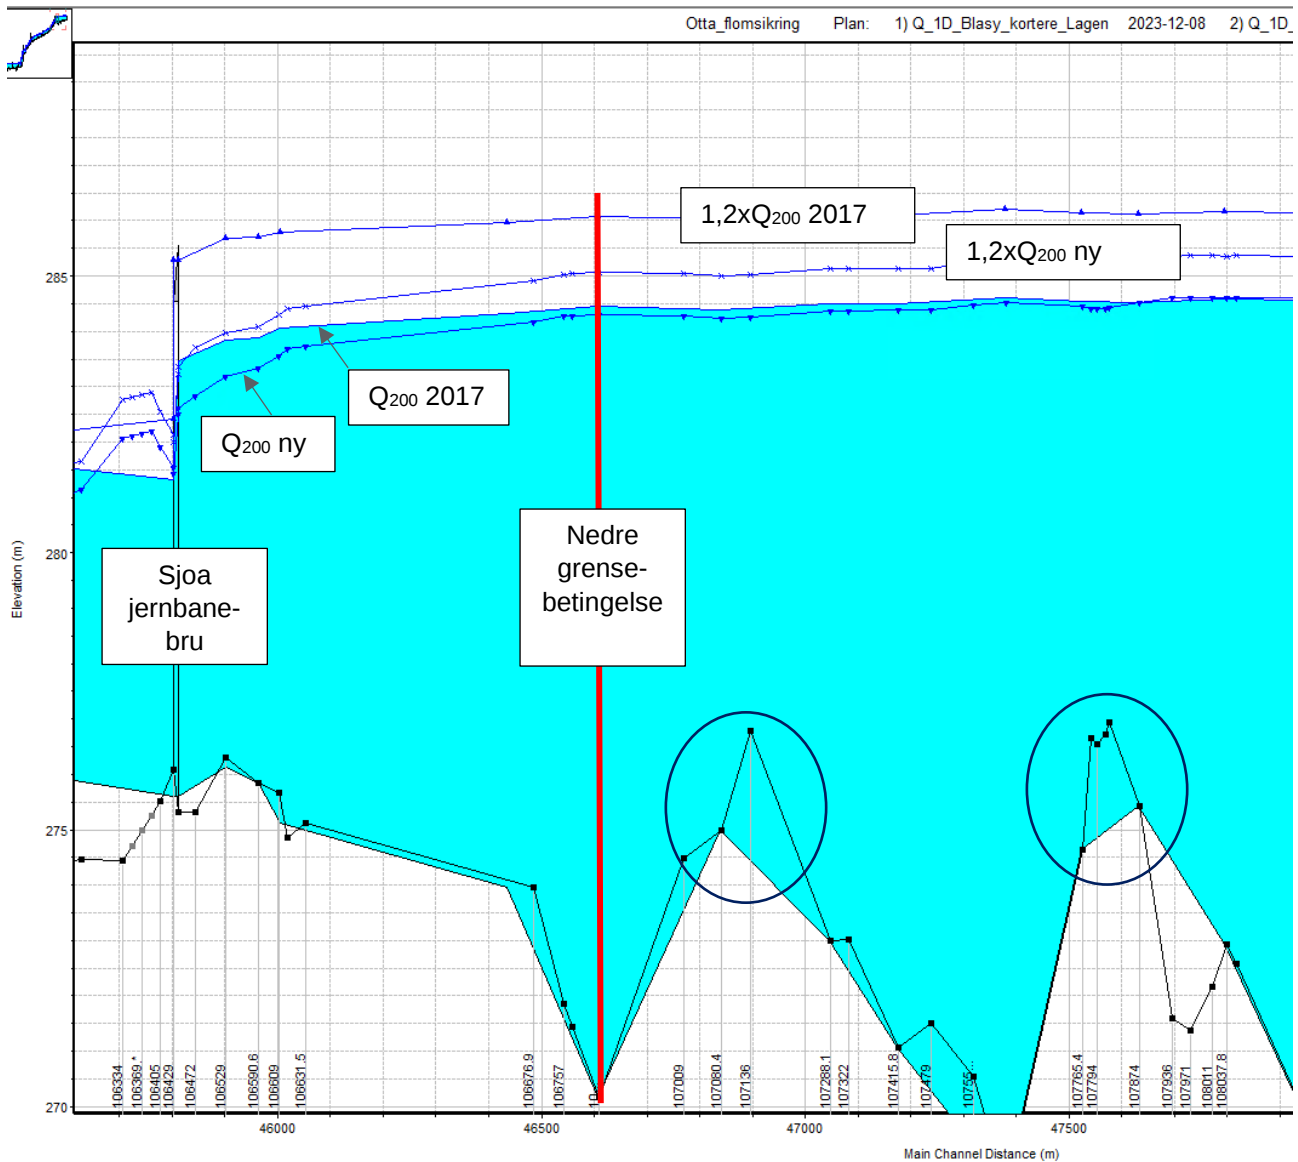 Otta_flomsikring Plan: 1) Q_1D_Blasy_kortere_Lagen 2023-12-08 2) Q_1D_
1,2xQ200 2017
1,2xQ200 ny
285
Q200 2017
Q200 ny
280
Nedre
grense-
betingelse
Sjoa
jernbane-
bru
Elevation (m)
275
270
106334
106369.*
106405
106429
106472
106529
106590.6
106609
106631.5
106676.9
106757
107009
107080.4
107136
107288.1
107322
107415.8
107479
107765.4
107794
107874
107936
107971
108011
108037.8
46000 46500 47000 47500
Main Channel Distance (m)